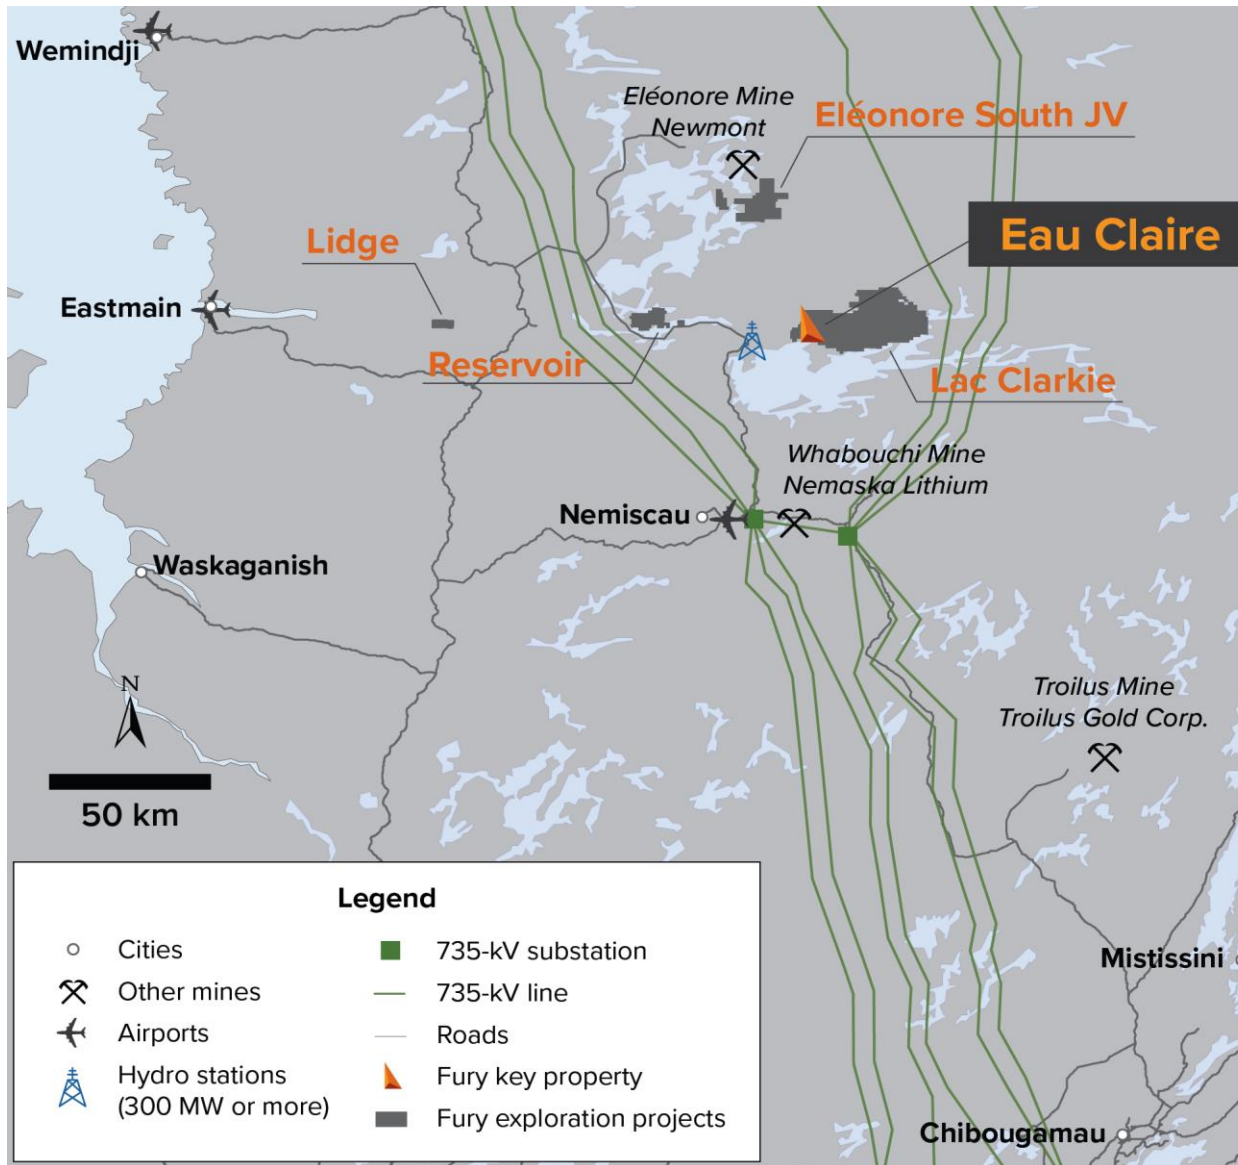 Wemindji
Eléonore Mine
Newmont
Eléonore South JV
Eau Claire
Lidge
Eastmain
Reservoir
Lac Clarkie
Whabouchi Mine
Nemaska Lithium
Nemiscau
Waskaganish
N
50 km
Troilus Mine
Troilus Gold Corp.
Mistissini
Chibougamau
Legend
Cities
Other mines
Airports
Hydro stations
(300 MW or more)
735-kV substation
735-kV line
Roads
Fury key property
Fury exploration projects